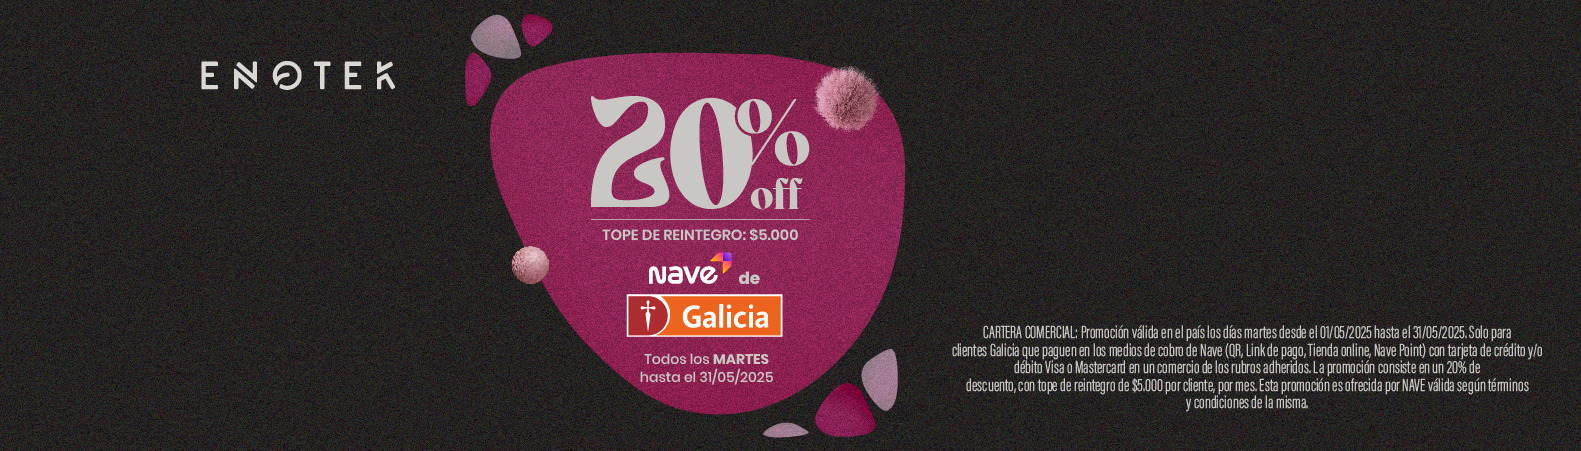 ENOTEK
20%
off
TOPE DE REINTEGRO: $5.000
nave de
Galicia
Todos los MARTES
hasta el 31/05/2025
CARTERA COMERCIAL: Promoción válida en el país los días martes desde el 01/05/2025 hasta el 31/05/2025. Solo para
clientes Galicia que paguen en los medios de cobro de Nave (QR, Link de pago, Tienda online, Nave Point) con tarjeta de crédito y/o
débito Visa o Mastercard en un comercio de los rubros adheridos. La promoción consiste en un 20% de
descuento, con tope de reintegro de $5.000 por cliente, por mes. Esta promoción es ofrecida por NAVE válida según términos
y condiciones de la misma.